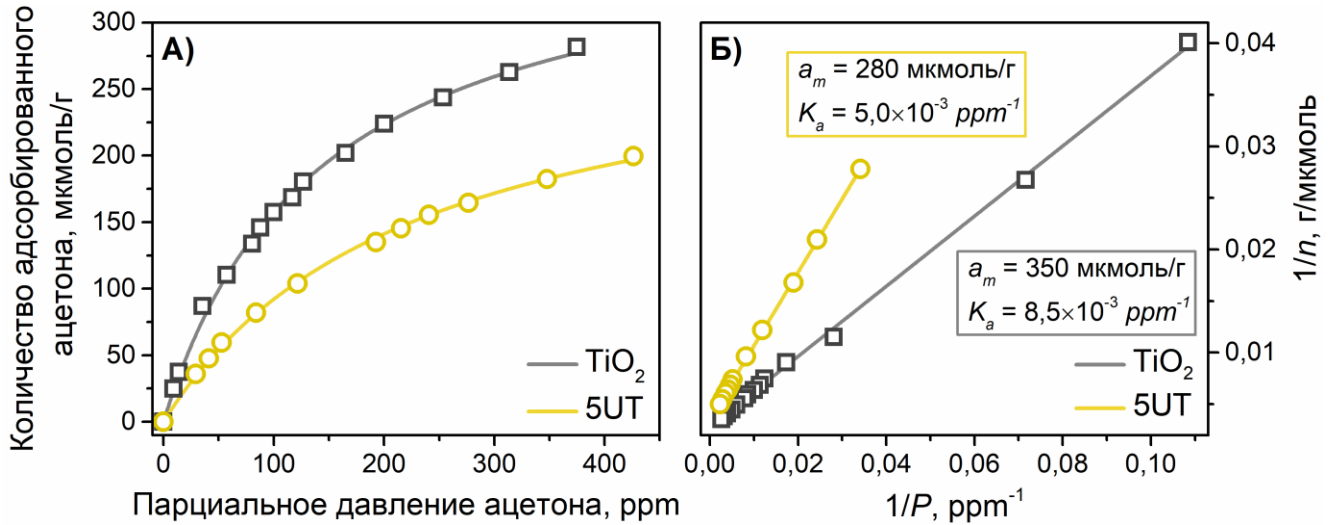 Количество адсорбированного
ацетона, мкмоль/г
А)
300
250
200
150
100
50
0
TiO₂
5UT
0
100
200
300
400
Парциальное давление ацетона, ppm
Б)
aₘ = 280 мкмоль/г
Kₐ = 5,0×10⁻³ ppm⁻¹
aₘ = 350 мкмоль/г
Kₐ = 8,5×10⁻³ ppm⁻¹
TiO₂
5UT
0,04
0,03
0,02
0,01
1/n, г/мкмоль
0,00
0,02
0,04
0,06
0,08
0,10
1/P, ppm⁻¹